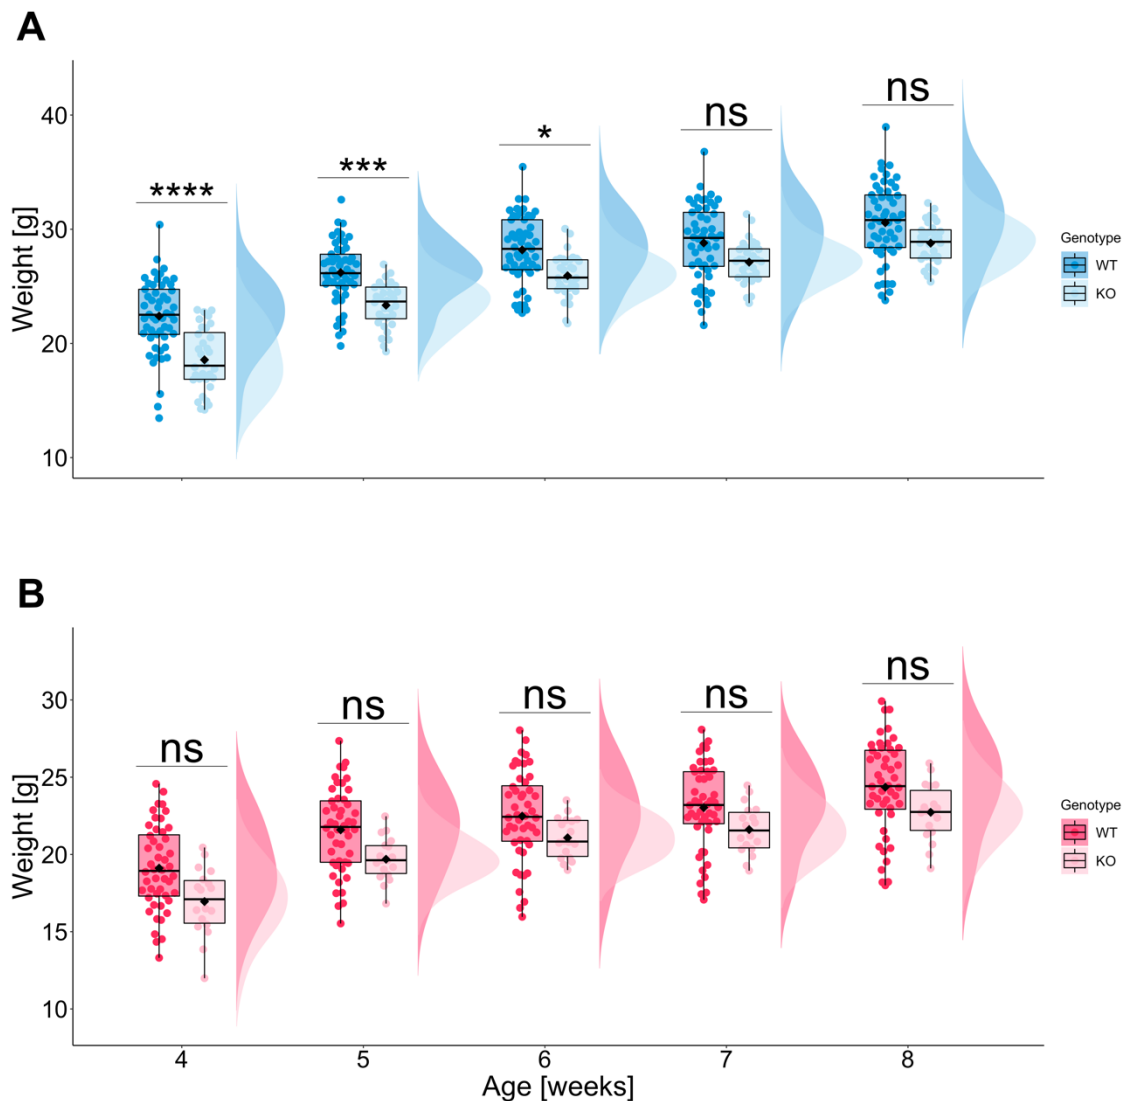 A
ns
ns
*
***
****
40
30
20
10
Weight [g]
Genotype
WT
KO
B
ns
ns
ns
ns
ns
30
25
20
15
10
Weight [g]
Genotype
WT
KO
4 5 6 7 8
Age [weeks]